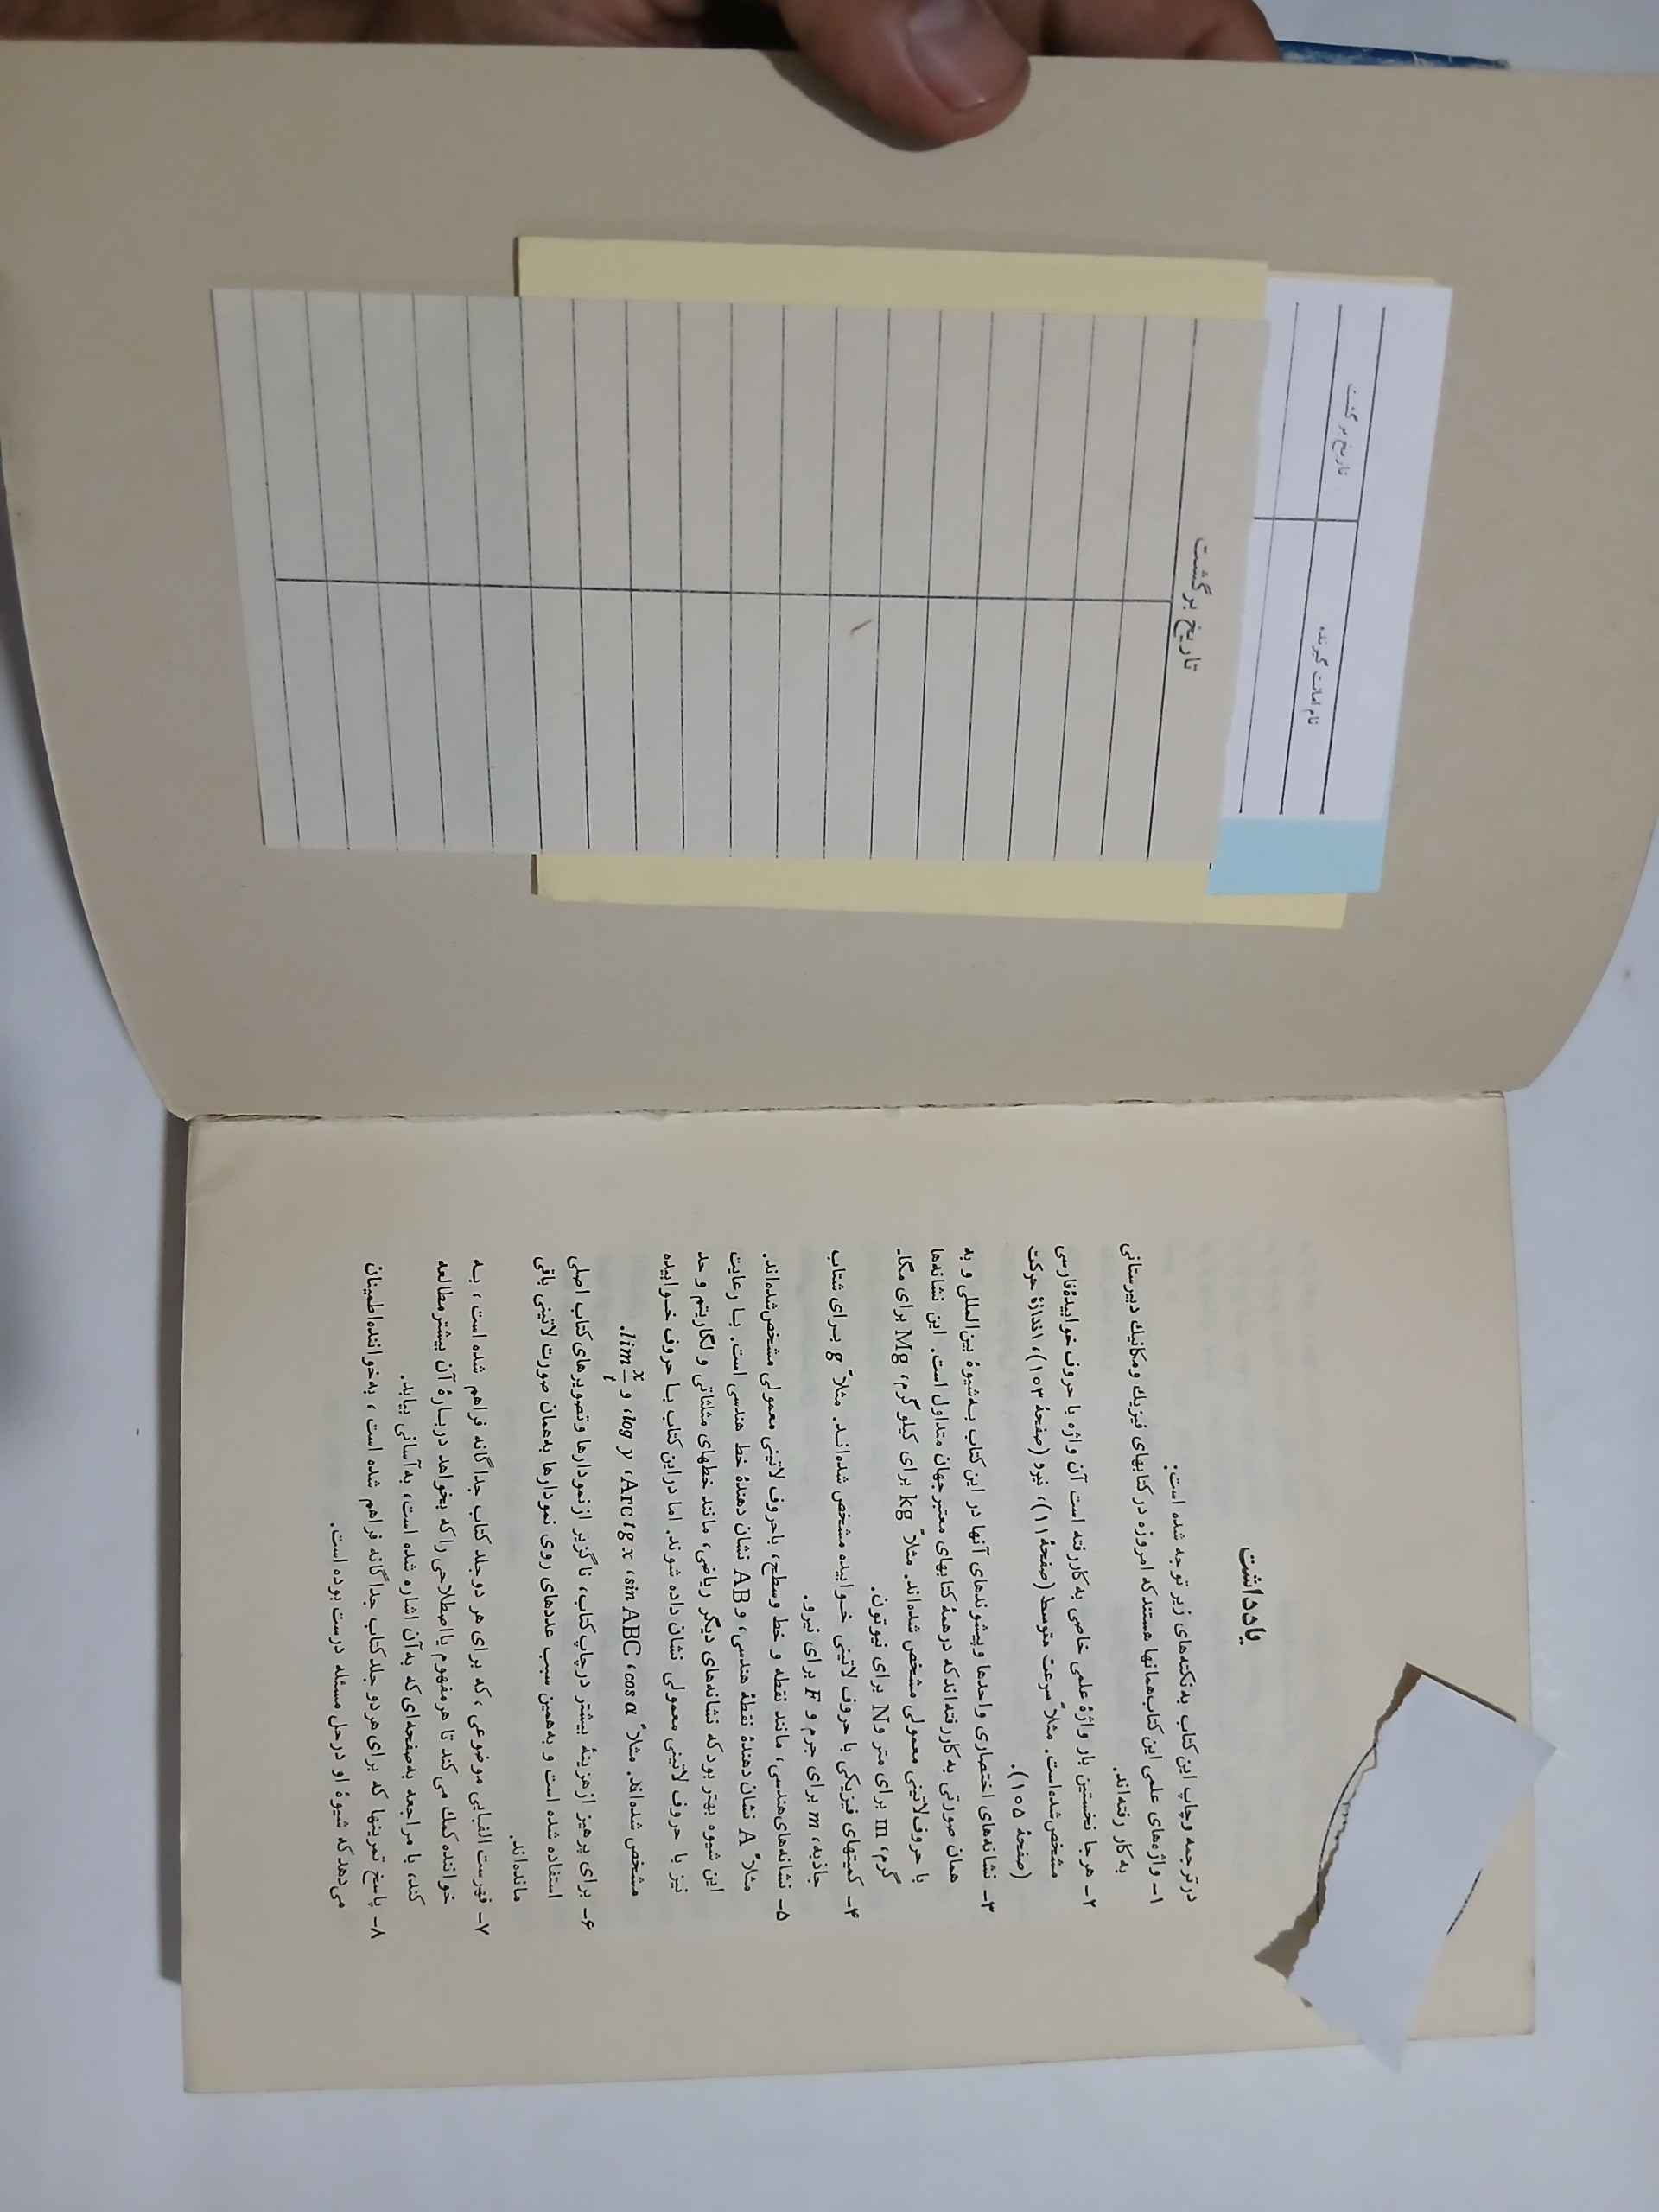 یادداشت
در ترجمه و چاپ این کتاب به نکته‌های زیر توجه شده است:
۱- واژه‌های علمی این کتاب همانها هستند که امروزه در کتابهای فیزیك و مکانیك دبیرستانی
به کار رفته‌اند.
۲- هرجا نخستین بار واژهٔ علمی خاصی به کار رفته است آن واژه با حروف خوابیدهٔ فارسی
مشخص شده است. مثلاً سرعت متوسط (صفحهٔ ۱۱)، نیرو (صفحهٔ ۱۰۳)، اندازهٔ حرکت
(صفحهٔ ۱۰۵).
۳- نشانه‌های اختصاری واحدها و پیشوندهای آنها در این کتاب به شیوهٔ بین‌المللی و به
همان صورتی به کار رفته‌اند که در همهٔ کتابهای معتبر جهان متداول است. این نشانه‌ها
با حروف لاتینی معمولی مشخص شده‌اند. مثلاً kg برای کیلو گرم، Mg برای مگا-
گرم، m برای متر و N برای نیوتون.
۴- کمیتهای فیزیکی با حروف لاتینی خوابیده مشخص شده‌اند. مثلاً g برای شتاب
جاذبه، m برای جرم و F برای نیرو.
۵- نشانه‌های هندسی، مانند نقطه و خط و سطح، با حروف لاتینی معمولی مشخص شده‌اند.
مثلاً A نشان دهندهٔ نقطهٔ هندسی، و AB نشان دهندهٔ خط هندسی است. با رعایت
این شیوه بهتر بود که نشانه‌های دیگر ریاضی، مانند خطهای مثلثاتی و لگاریتم و حد
نیز با حروف لاتینی معمولی نشان داده شوند. اما در این کتاب با حروف خوابیده
مشخص شده‌اند. مثلاً cos α، sin ABC، Arc tg x، log y، و lim x/t.
۶- برای پرهیز از هزینهٔ بیشتر در چاپ کتاب، ناگزیر از نمودارها و تصویرهای کتاب اصلی
استفاده شده است و به همین سبب عددهای روی نمودارها به همان صورت لاتینی باقی
مانده‌اند.
۷- فهرست الفبایی موضوعی، که برای هر دو جلد کتاب جداگانه فراهم شده است، به
خواننده کمك می کند تا هر مفهوم یا اصطلاحی را که بخواهد دربارهٔ آن بیشتر مطالعه
کند، با مراجعه به صفحه‌ای که به آن اشاره شده است، به آسانی بیابد.
۸- پاسخ تمرینها که برای هر دو جلد کتاب جداگانه فراهم شده است، به خواننده اطمینان
می‌دهد که شیوهٔ او در حل مسئله درست بوده است.
تاریخ برگشت
نام امانت گیرنده
تاریخ برگشت